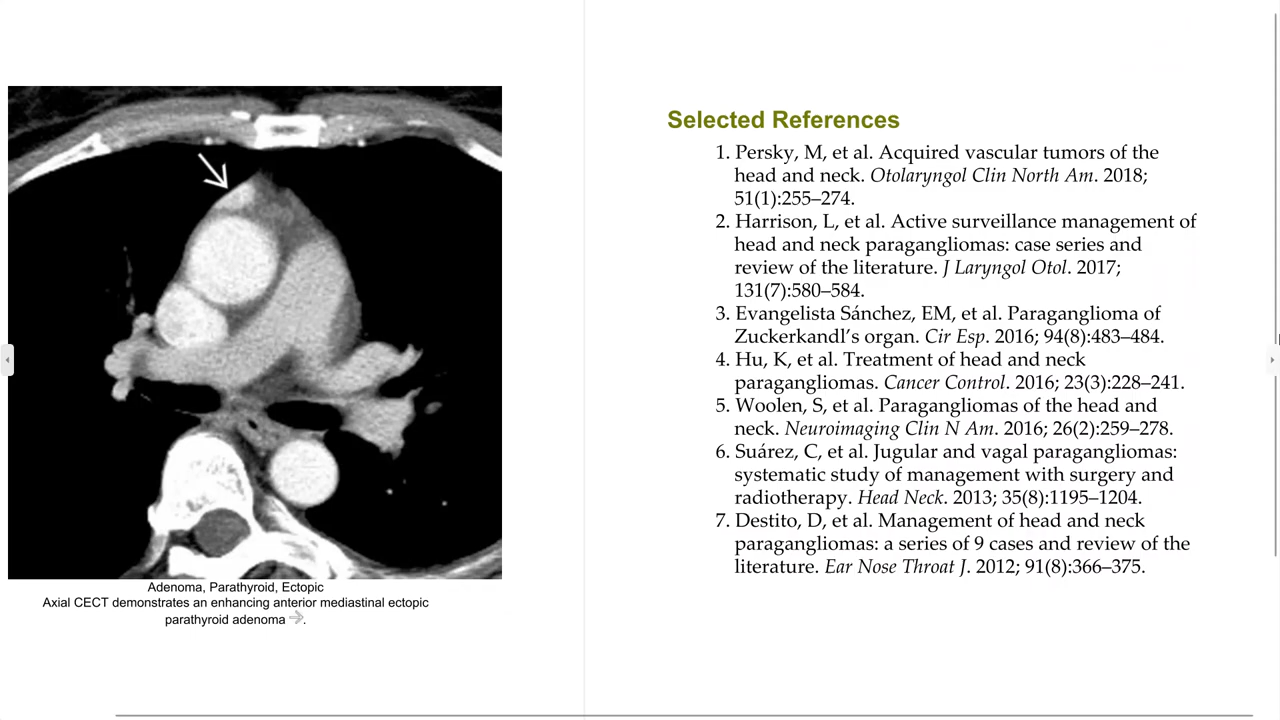 Adenoma, Parathyroid, Ectopic
Axial CECT demonstrates an enhancing anterior mediastinal ectopic
parathyroid adenoma .
Selected References
1. Persky, M, et al. Acquired vascular tumors of the
head and neck. Otolaryngol Clin North Am. 2018;
51(1):255–274.
2. Harrison, L, et al. Active surveillance management of
head and neck paragangliomas: case series and
review of the literature. J Laryngol Otol. 2017;
131(7):580–584.
3. Evangelista Sánchez, EM, et al. Paraganglioma of
Zuckerkandl’s organ. Cir Esp. 2016; 94(8):483–484.
4. Hu, K, et al. Treatment of head and neck
paragangliomas. Cancer Control. 2016; 23(3):228–241.
5. Woolen, S, et al. Paragangliomas of the head and
neck. Neuroimaging Clin N Am. 2016; 26(2):259–278.
6. Suárez, C, et al. Jugular and vagal paragangliomas:
systematic study of management with surgery and
radiotherapy. Head Neck. 2013; 35(8):1195–1204.
7. Destito, D, et al. Management of head and neck
paragangliomas: a series of 9 cases and review of the
literature. Ear Nose Throat J. 2012; 91(8):366–375.